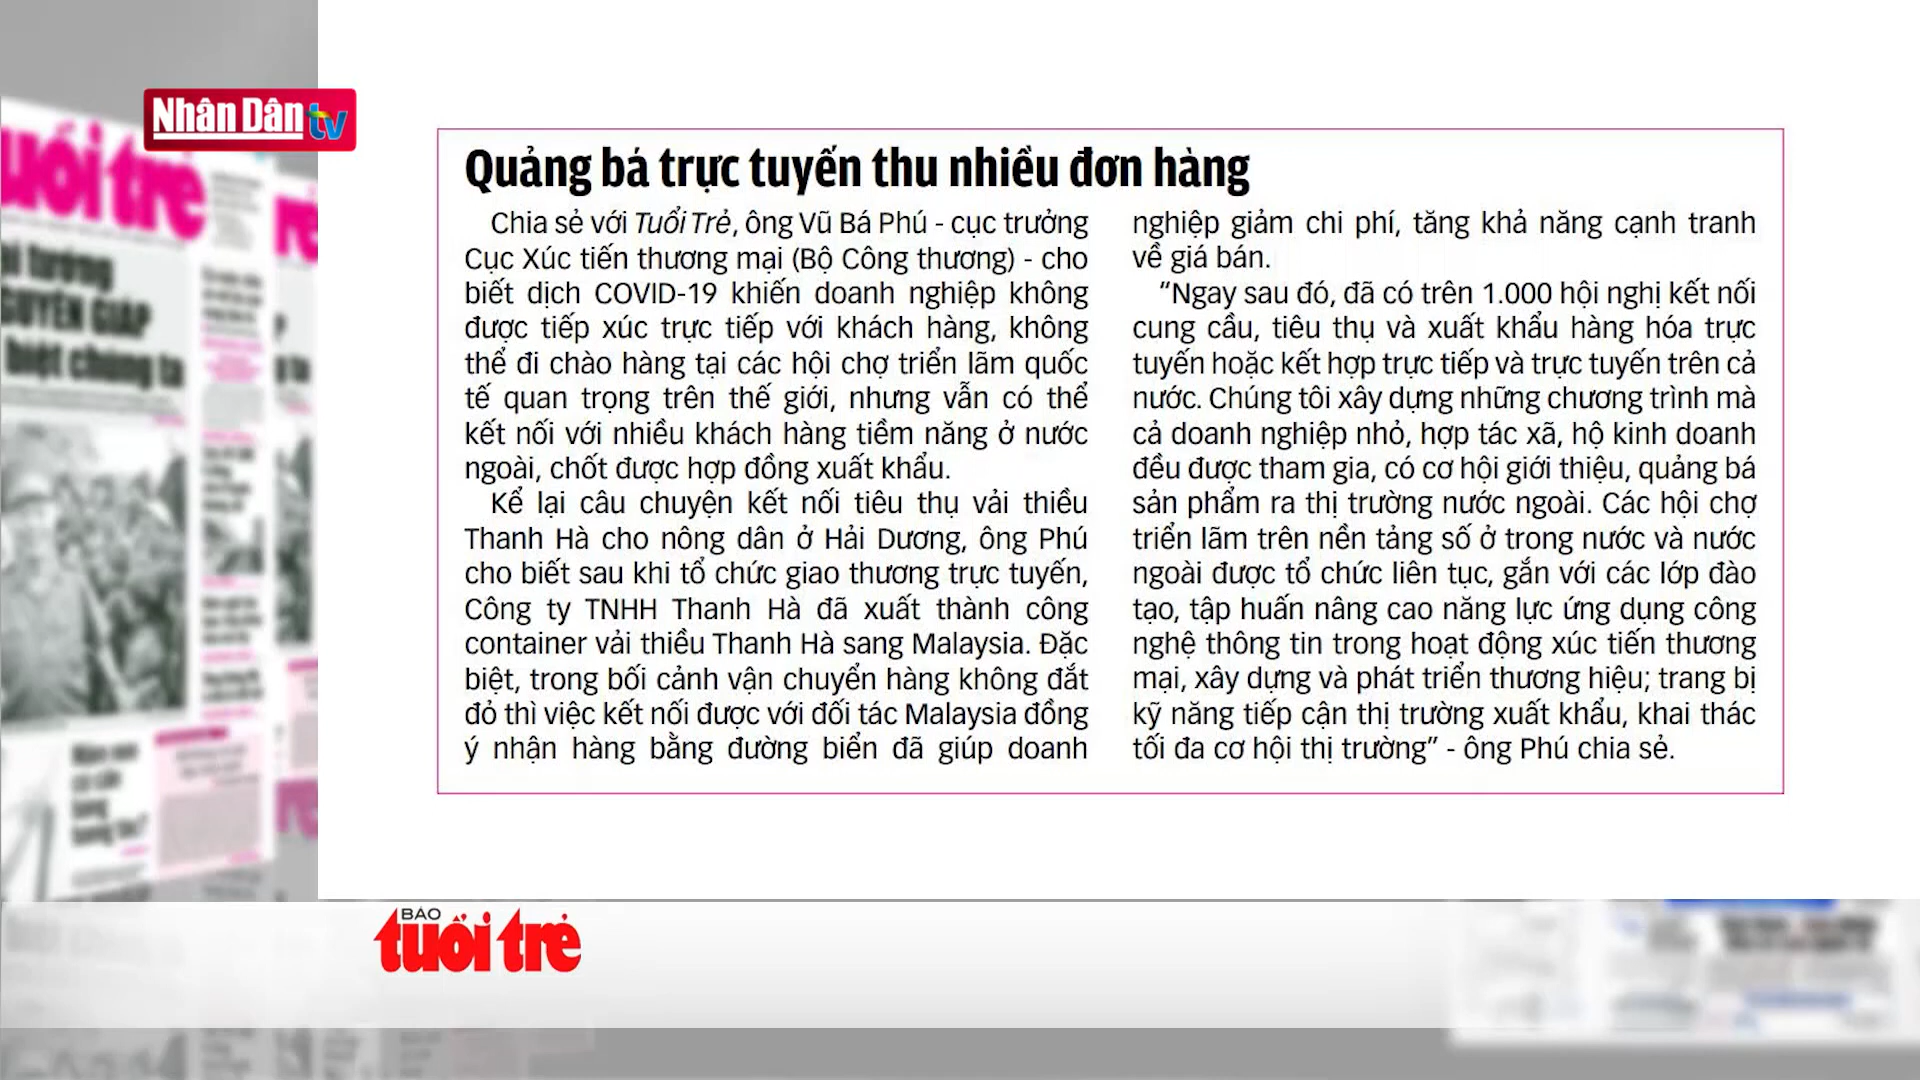 Nhân Dân tv
tuổi trẻ
Quảng bá trực tuyến thu nhiều đơn hàng
Chia sẻ với Tuổi Trẻ, ông Vũ Bá Phú - cục trưởng
Cục Xúc tiến thương mại (Bộ Công thương) - cho
biết dịch COVID-19 khiến doanh nghiệp không
được tiếp xúc trực tiếp với khách hàng, không
thể đi chào hàng tại các hội chợ triển lãm quốc
tế quan trọng trên thế giới, nhưng vẫn có thể
kết nối với nhiều khách hàng tiềm năng ở nước
ngoài, chốt được hợp đồng xuất khẩu.
Kể lại câu chuyện kết nối tiêu thụ vải thiều
Thanh Hà cho nông dân ở Hải Dương, ông Phú
cho biết sau khi tổ chức giao thương trực tuyến,
Công ty TNHH Thanh Hà đã xuất thành công
container vải thiều Thanh Hà sang Malaysia. Đặc
biệt, trong bối cảnh vận chuyển hàng không đắt
đỏ thì việc kết nối được với đối tác Malaysia đồng
ý nhận hàng bằng đường biển đã giúp doanh
nghiệp giảm chi phí, tăng khả năng cạnh tranh
về giá bán.
“Ngay sau đó, đã có trên 1.000 hội nghị kết nối
cung cầu, tiêu thụ và xuất khẩu hàng hóa trực
tuyến hoặc kết hợp trực tiếp và trực tuyến trên cả
nước. Chúng tôi xây dựng những chương trình mà
cả doanh nghiệp nhỏ, hợp tác xã, hộ kinh doanh
đều được tham gia, có cơ hội giới thiệu, quảng bá
sản phẩm ra thị trường nước ngoài. Các hội chợ
triển lãm trên nền tảng số ở trong nước và nước
ngoài được tổ chức liên tục, gắn với các lớp đào
tạo, tập huấn nâng cao năng lực ứng dụng công
nghệ thông tin trong hoạt động xúc tiến thương
mại, xây dựng và phát triển thương hiệu; trang bị
kỹ năng tiếp cận thị trường xuất khẩu, khai thác
tối đa cơ hội thị trường” - ông Phú chia sẻ.
BÁO
tuổi trẻ